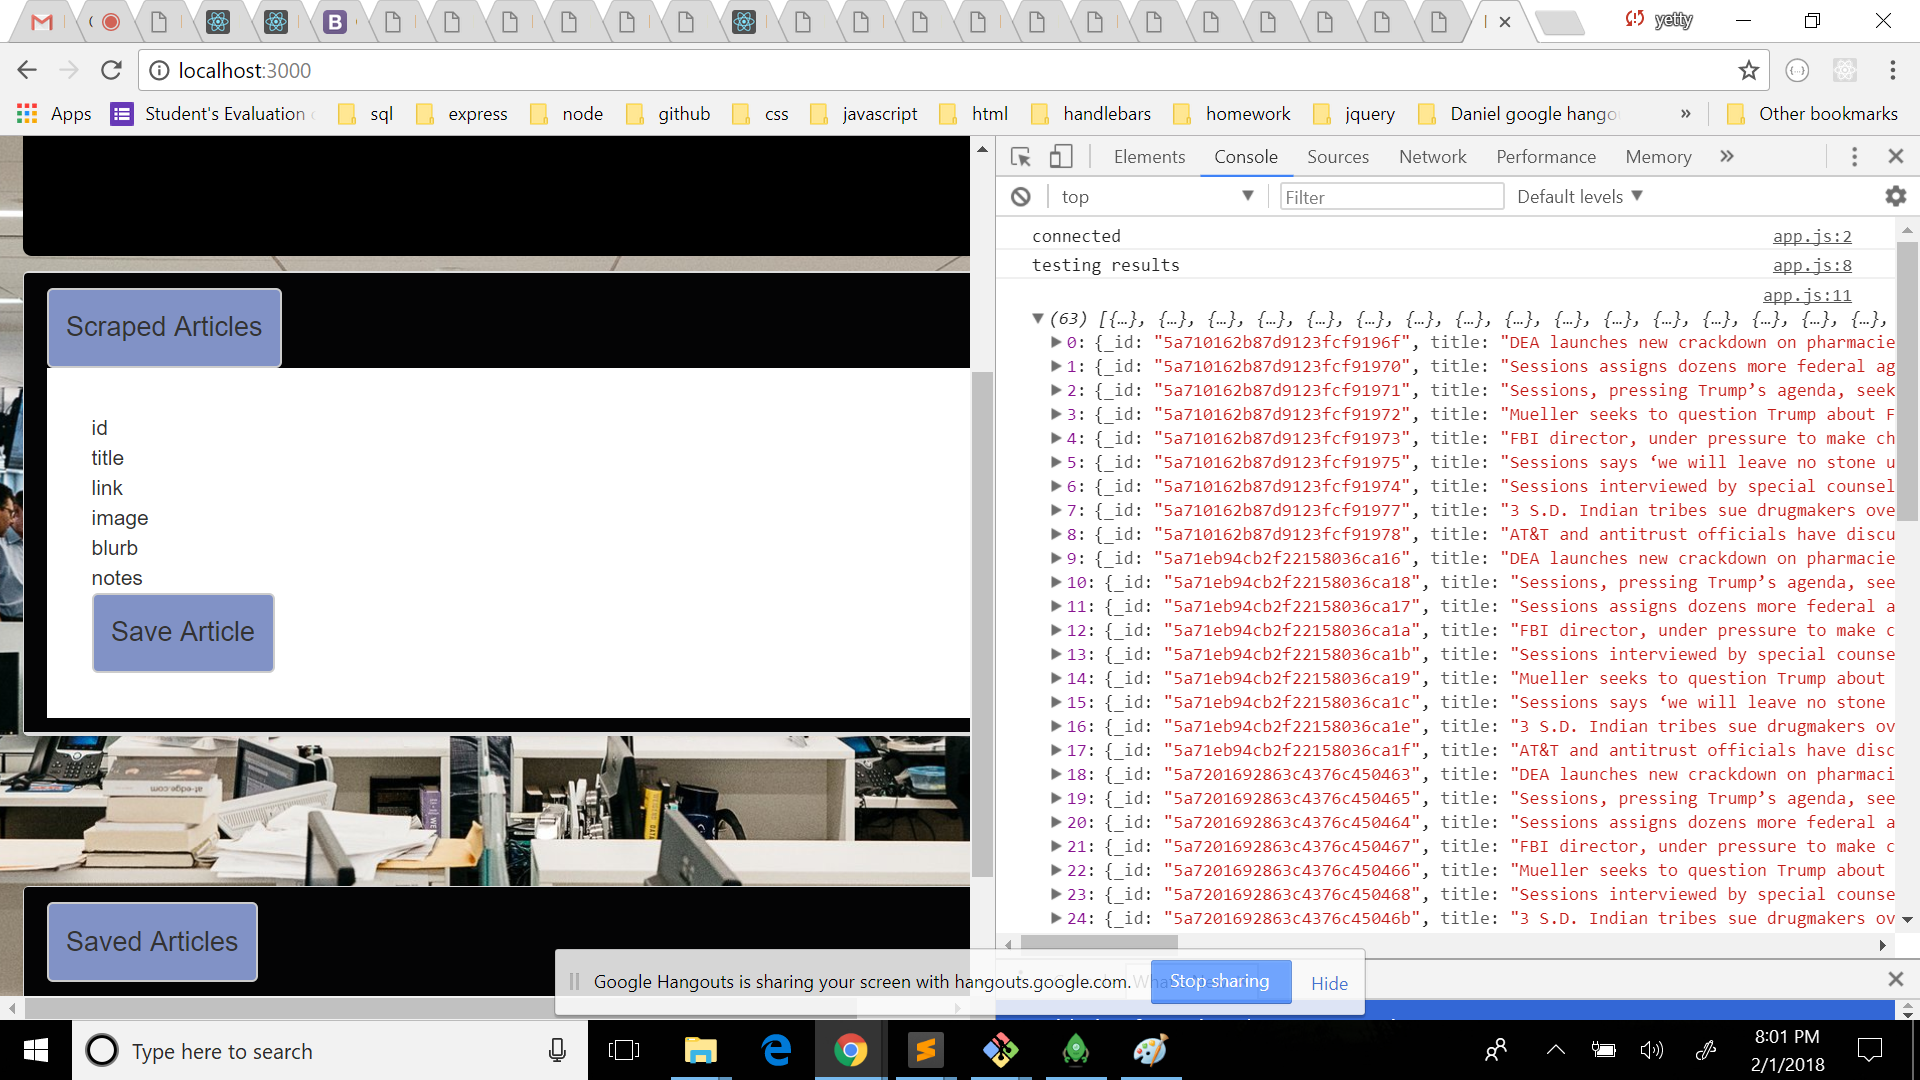 yetty
localhost:3000
Apps
Student's Evaluation
sql
express
node
github
css
javascript
html
handlebars
homework
jquery
Daniel google hango
»
Other bookmarks
Scraped Articles
id
title
link
image
blurb
notes
Save Article
Saved Articles
Elements Console Sources Network Performance Memory »
top Filter Default levels
connected app.js:2
testing results app.js:8
app.js:11
(63) [{…}, {…}, {…}, {…}, {…}, {…}, {…}, {…}, {…}, {…}, {…}, {…}, {…}, {…}, {…}, {…},
0: {_id: "5a710162b87d9123fcf9196f", title: "DEA launches new crackdown on pharmacie
1: {_id: "5a710162b87d9123fcf91970", title: "Sessions assigns dozens more federal ag
2: {_id: "5a710162b87d9123fcf91971", title: "Sessions, pressing Trump’s agenda, seek
3: {_id: "5a710162b87d9123fcf91972", title: "Mueller seeks to question Trump about F
4: {_id: "5a710162b87d9123fcf91973", title: "FBI director, under pressure to make ch
5: {_id: "5a710162b87d9123fcf91975", title: "Sessions says ‘we will leave no stone u
6: {_id: "5a710162b87d9123fcf91974", title: "Sessions interviewed by special counsel
7: {_id: "5a710162b87d9123fcf91977", title: "3 S.D. Indian tribes sue drugmakers ove
8: {_id: "5a710162b87d9123fcf91978", title: "AT&T and antitrust officials have discu
9: {_id: "5a71eb94cb2f22158036ca16", title: "DEA launches new crackdown on pharmacie
10: {_id: "5a71eb94cb2f22158036ca18", title: "Sessions, pressing Trump’s agenda, see
11: {_id: "5a71eb94cb2f22158036ca17", title: "Sessions assigns dozens more federal a
12: {_id: "5a71eb94cb2f22158036ca1a", title: "FBI director, under pressure to make c
13: {_id: "5a71eb94cb2f22158036ca1b", title: "Sessions interviewed by special counse
14: {_id: "5a71eb94cb2f22158036ca19", title: "Mueller seeks to question Trump about
15: {_id: "5a71eb94cb2f22158036ca1c", title: "Sessions says ‘we will leave no stone
16: {_id: "5a71eb94cb2f22158036ca1e", title: "3 S.D. Indian tribes sue drugmakers ov
17: {_id: "5a71eb94cb2f22158036ca1f", title: "AT&T and antitrust officials have disc
18: {_id: "5a7201692863c4376c450463", title: "DEA launches new crackdown on pharmaci
19: {_id: "5a7201692863c4376c450465", title: "Sessions, pressing Trump’s agenda, see
20: {_id: "5a7201692863c4376c450464", title: "Sessions assigns dozens more federal a
21: {_id: "5a7201692863c4376c450467", title: "FBI director, under pressure to make c
22: {_id: "5a7201692863c4376c450466", title: "Mueller seeks to question Trump about
23: {_id: "5a7201692863c4376c450468", title: "Sessions interviewed by special counse
24: {_id: "5a7201692863c4376c45046b", title: "3 S.D. Indian tribes sue drugmakers ov
Google Hangouts is sharing your screen with hangouts.google.com.
Stop sharing
Hide
Type here to search
8:01 PM
2/1/2018